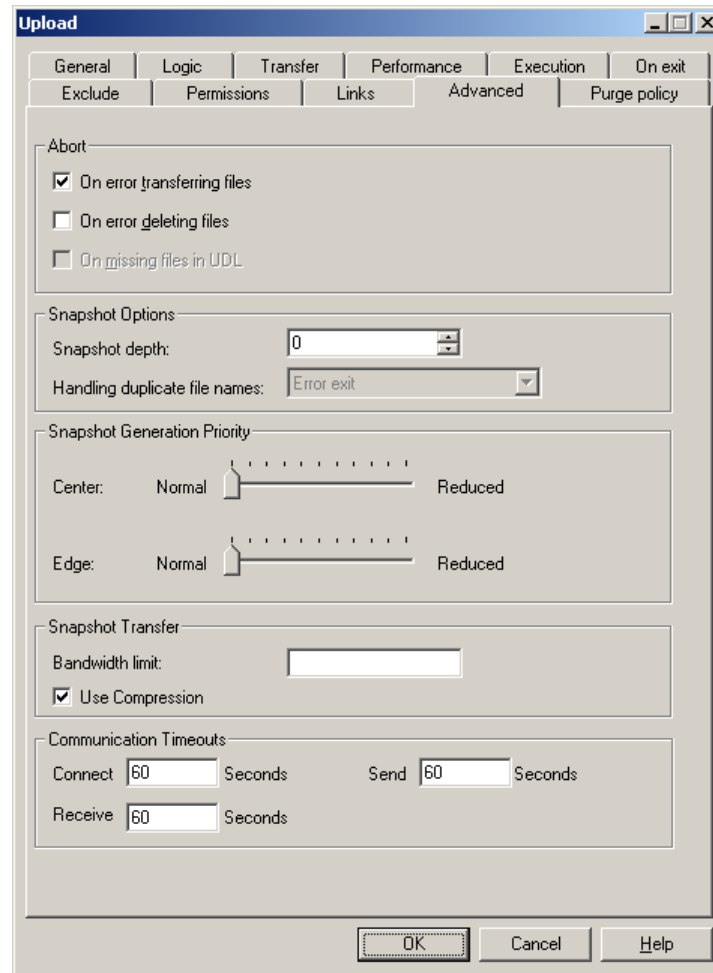 Upload
General Logic Transfer Performance Execution On exit
Exclude Permissions Links Advanced Purge policy
Abort
On error transferring files
On error deleting files
On missing files in UDL
Snapshot Options
Snapshot depth: 0
Handling duplicate file names: Error exit
Snapshot Generation Priority
Center: Normal Reduced
Edge: Normal Reduced
Snapshot Transfer
Bandwidth limit:
Use Compression
Communication Timeouts
Connect 60 Seconds Send 60 Seconds
Receive 60 Seconds
OK Cancel Help